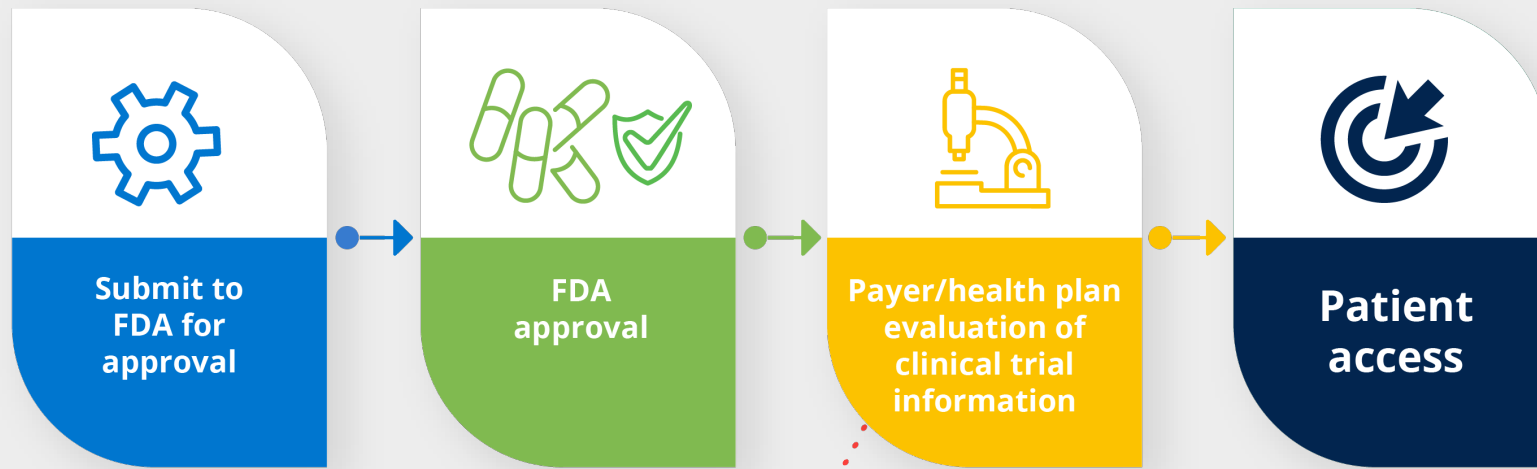 Submit to
FDA for
approval
FDA
approval
Payer/health plan
evaluation of
clinical trial
information
Patient
access